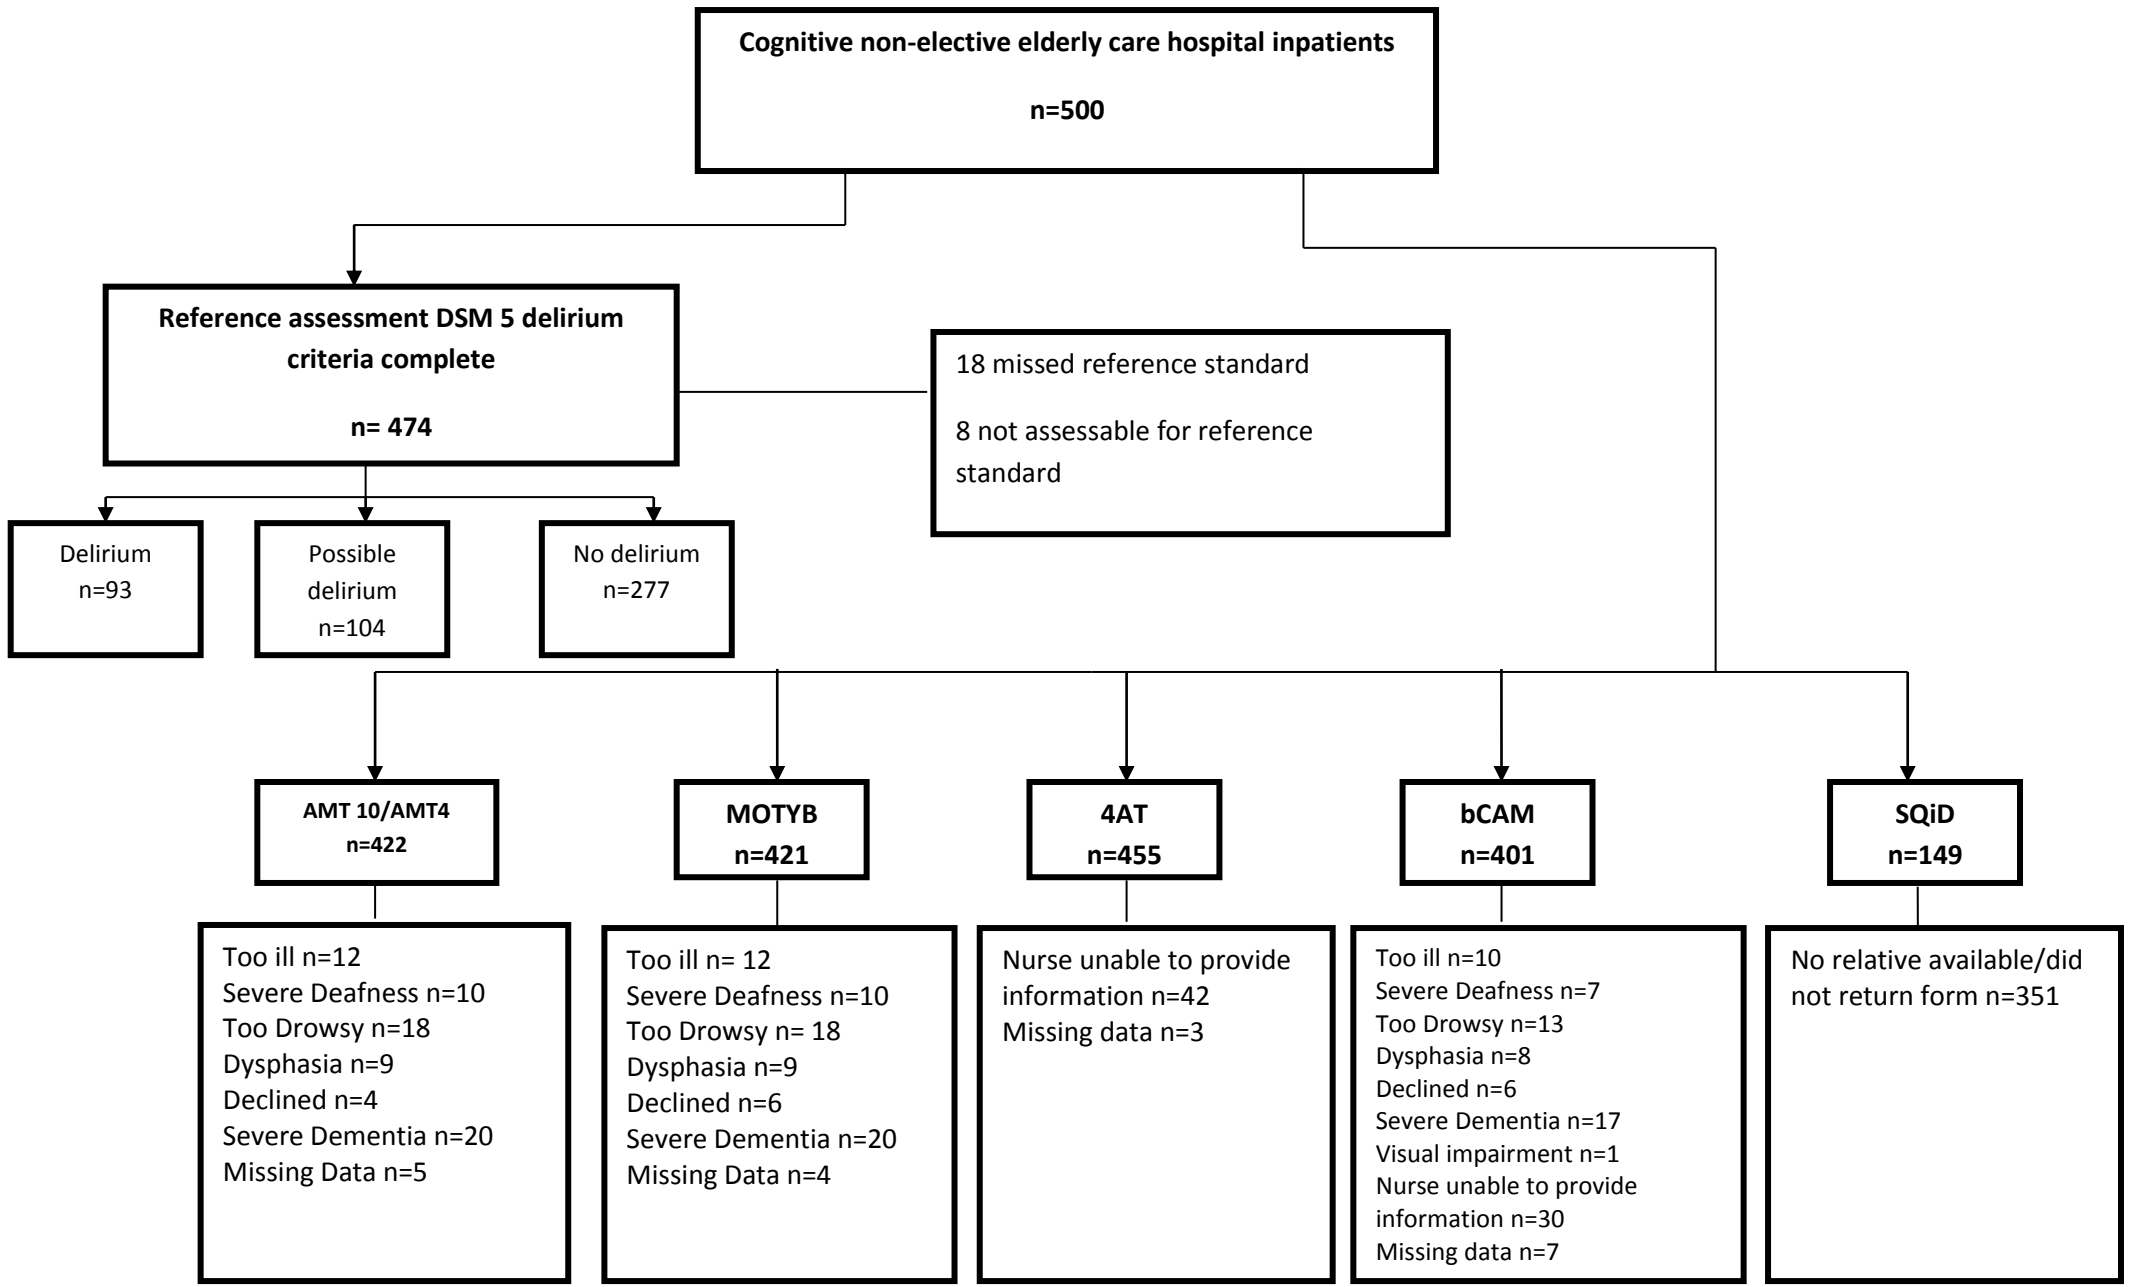 Cognitive non-elective elderly care hospital inpatients
n=500
Reference assessment DSM 5 delirium
criteria complete
n= 474
18 missed reference standard
8 not assessable for reference
standard
Delirium
n=93
Possible
delirium
n=104
No delirium
n=277
AMT 10/AMT4
n=422
MOTYB
n=421
4AT
n=455
bCAM
n=401
SQiD
n=149
Too ill n=12
Severe Deafness n=10
Too Drowsy n=18
Dysphasia n=9
Declined n=4
Severe Dementia n=20
Missing Data n=5
Too ill n= 12
Severe Deafness n=10
Too Drowsy n= 18
Dysphasia n=9
Declined n=6
Severe Dementia n=20
Missing Data n=4
Nurse unable to provide
information n=42
Missing data n=3
Too ill n=10
Severe Deafness n=7
Too Drowsy n=13
Dysphasia n=8
Declined n=6
Severe Dementia n=17
Visual impairment n=1
Nurse unable to provide
information n=30
Missing data n=7
No relative available/did
not return form n=351